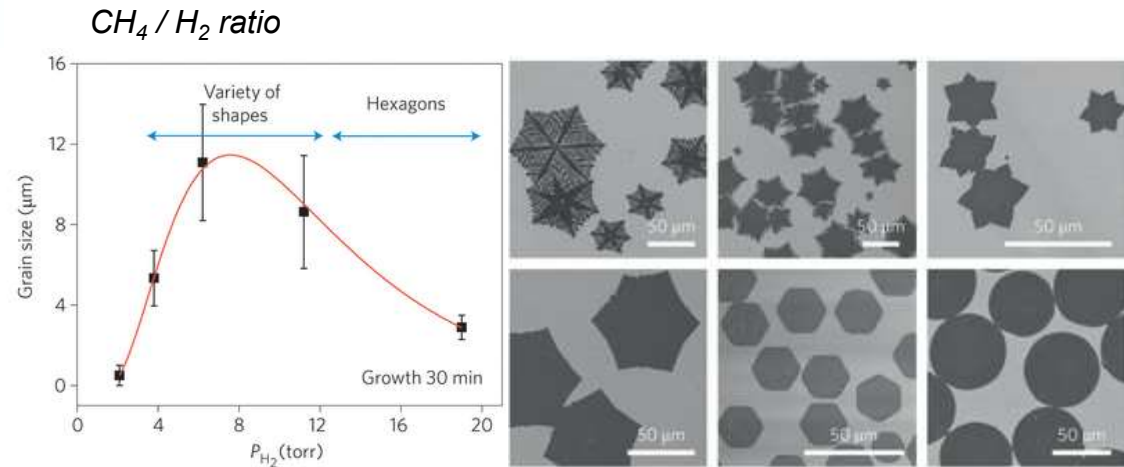 CH₄ / H₂ ratio
16
12
8
4
0
Grain size (μm)
Variety of
shapes
Hexagons
Growth 30 min
0 4 8 12 16 20
P_H₂ (torr)
50 μm
50 μm
50 μm
50 μm
50 μm
50 μm